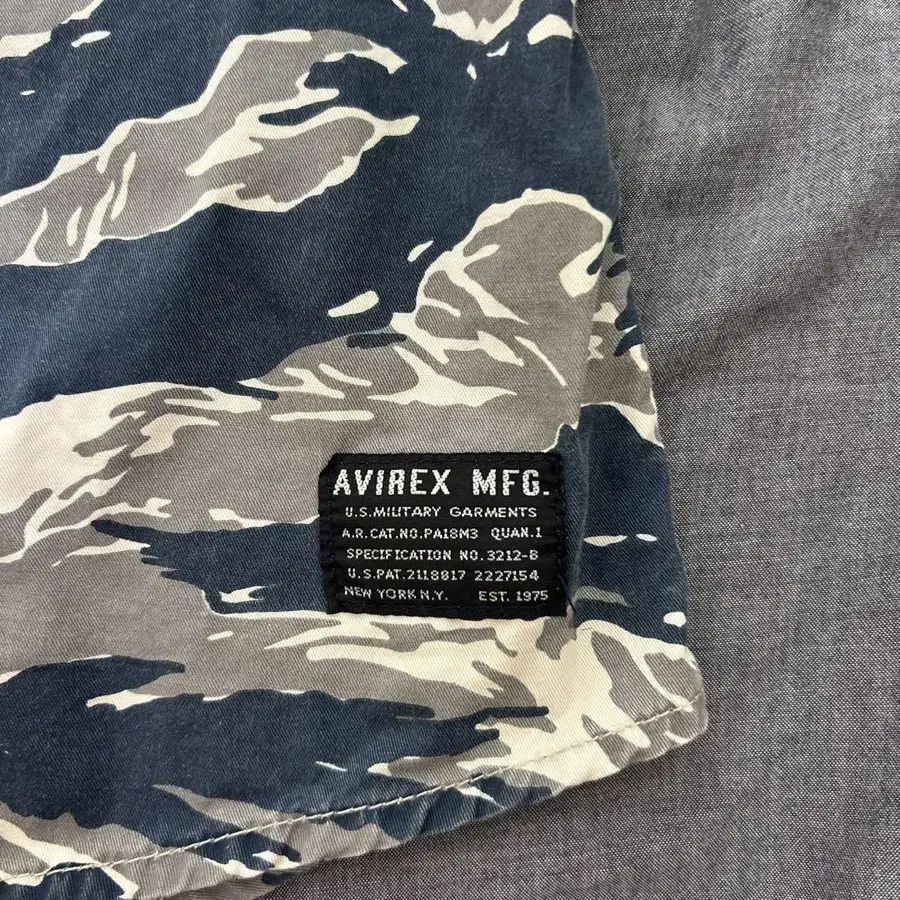 AVIREX MFG.
U.S.MILITARY GARMENTS
A.R.CAT.NO.PA18M3 QUAN.1
SPECIFICATION NO.3212-B
U.S.PAT.2118817 2227154
NEW YORK N.Y. EST. 1975